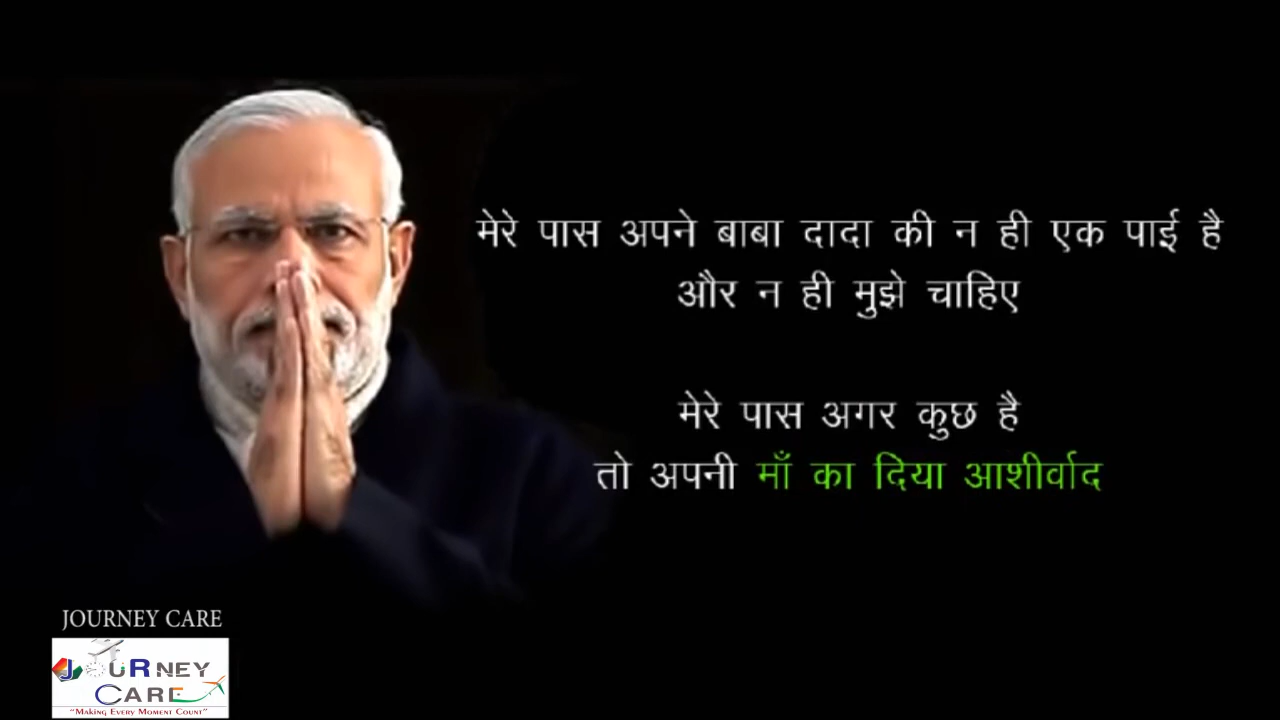 मेरे पास अपने बाबा दादा की न ही एक पाई है
और न ही मुझे चाहिए
मेरे पास अगर कुछ है
तो अपनी माँ का दिया आशीर्वाद
JOURNEY CARE
JOURNEY
CARE
"MAKING EVERY MOMENT COUNT"